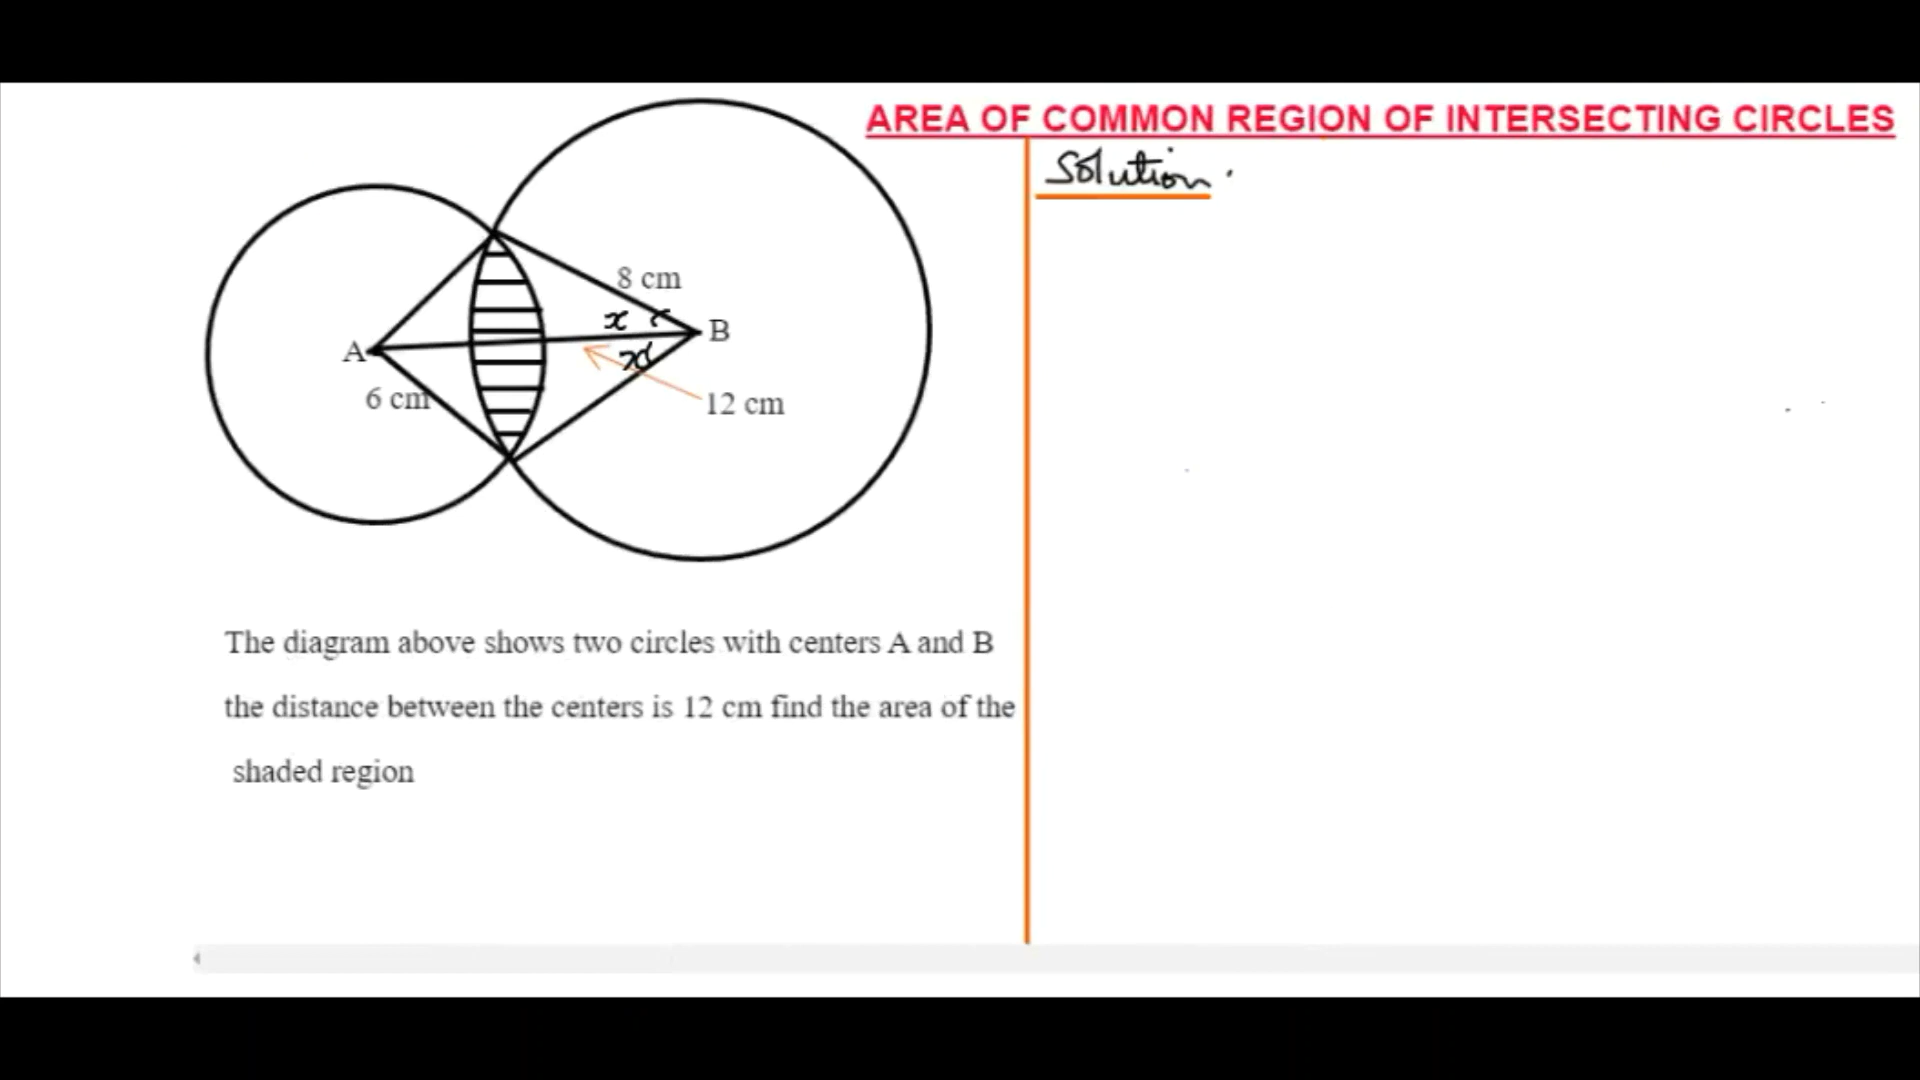 AREA OF COMMON REGION OF INTERSECTING CIRCLES
Solution.
8 cm
x
A
B
x
6 cm
12 cm
The diagram above shows two circles with centers A and B
the distance between the centers is 12 cm find the area of the
shaded region